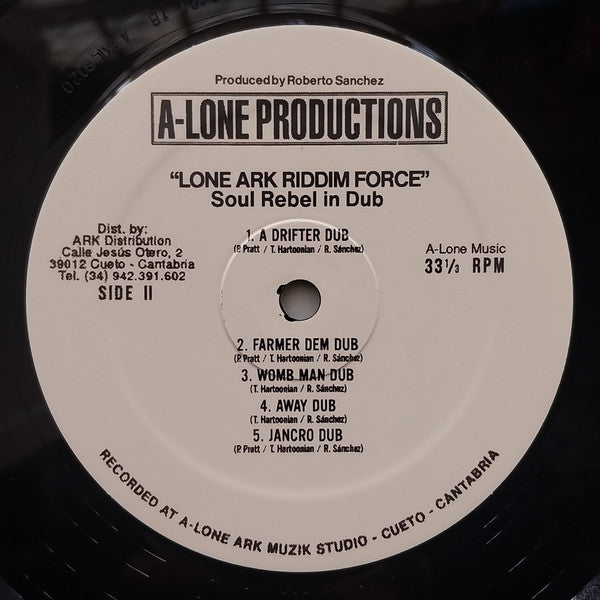 Produced by Roberto Sanchez
A-LONE PRODUCTIONS
"LONE ARK RIDDIM FORCE"
Soul Rebel in Dub
Dist. by:
ARK Distribution
Calle Jesús Otero, 2
39012 Cueto - Cantabria
Tel. (34) 942.391.602
SIDE II
1. A DRIFTER DUB
(P. Pratt / T. Hartoonian / R. Sánchez)
A-Lone Music
33 1/3 RPM
2. FARMER DEM DUB
(P. Pratt / T. Hartoonian / R. Sánchez)
3. WOMB MAN DUB
(T. Hartoonian / R. Sánchez)
4. AWAY DUB
(T. Hartoonian / R. Sánchez)
5. JANCRO DUB
(P. Pratt / T. Hartoonian / R. Sánchez)
RECORDED AT A-LONE ARK MUZIK STUDIO - CUETO - CANTABRIA